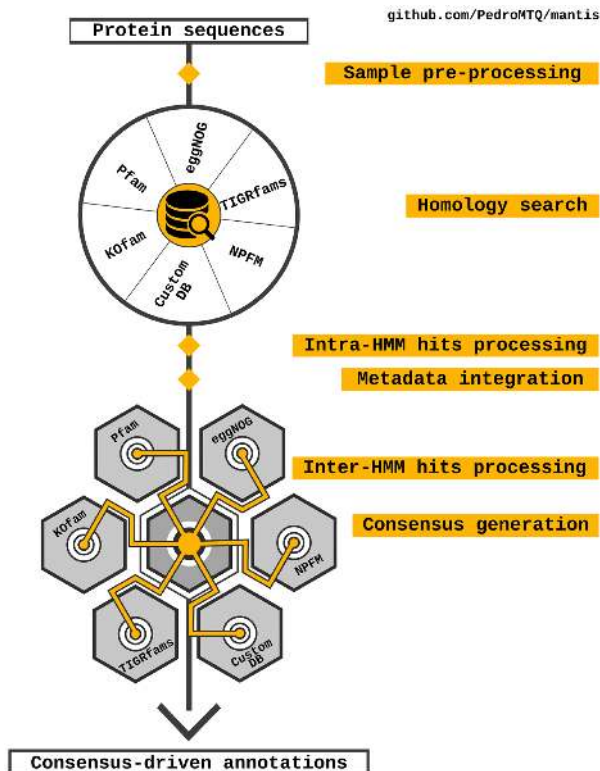 github.com/PedroMTQ/mantis
Protein sequences
Sample pre-processing
eggNOG
Pfam
TIGRfams
Homology search
KOfam
NPFM
Custom
DB
Intra-HMM hits processing
Metadata integration
Pfam
eggNOG
Inter-HMM hits processing
KOfam
Consensus generation
NPFM
TIGRfams
Custom
DB
Consensus-driven annotations